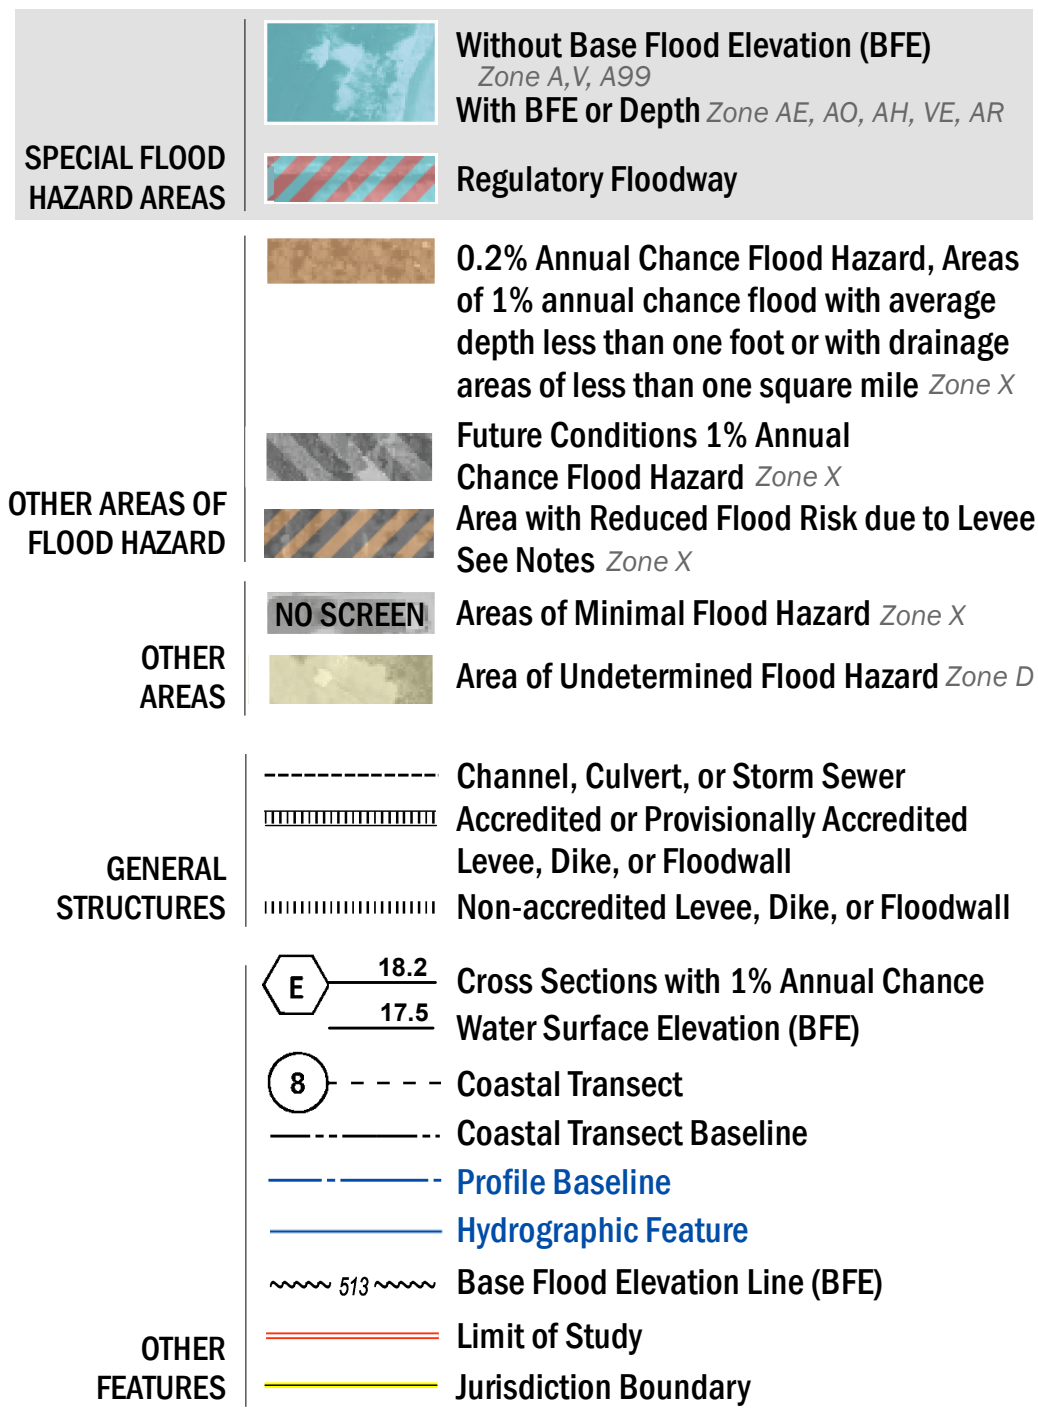 SPECIAL FLOOD
HAZARD AREAS
Without Base Flood Elevation (BFE)
Zone A,V, A99
With BFE or Depth Zone AE, AO, AH, VE, AR
Regulatory Floodway
OTHER AREAS OF
FLOOD HAZARD
0.2% Annual Chance Flood Hazard, Areas
of 1% annual chance flood with average
depth less than one foot or with drainage
areas of less than one square mile Zone X
Future Conditions 1% Annual
Chance Flood Hazard Zone X
Area with Reduced Flood Risk due to Levee
See Notes Zone X
OTHER
AREAS
NO SCREEN Areas of Minimal Flood Hazard Zone X
Area of Undetermined Flood Hazard Zone D
GENERAL
STRUCTURES
Channel, Culvert, or Storm Sewer
Accredited or Provisionally Accredited
Levee, Dike, or Floodwall
Non-accredited Levee, Dike, or Floodwall
OTHER
FEATURES
E 18.2 Cross Sections with 1% Annual Chance
17.5 Water Surface Elevation (BFE)
8 Coastal Transect
Coastal Transect Baseline
Profile Baseline
Hydrographic Feature
513 Base Flood Elevation Line (BFE)
Limit of Study
Jurisdiction Boundary